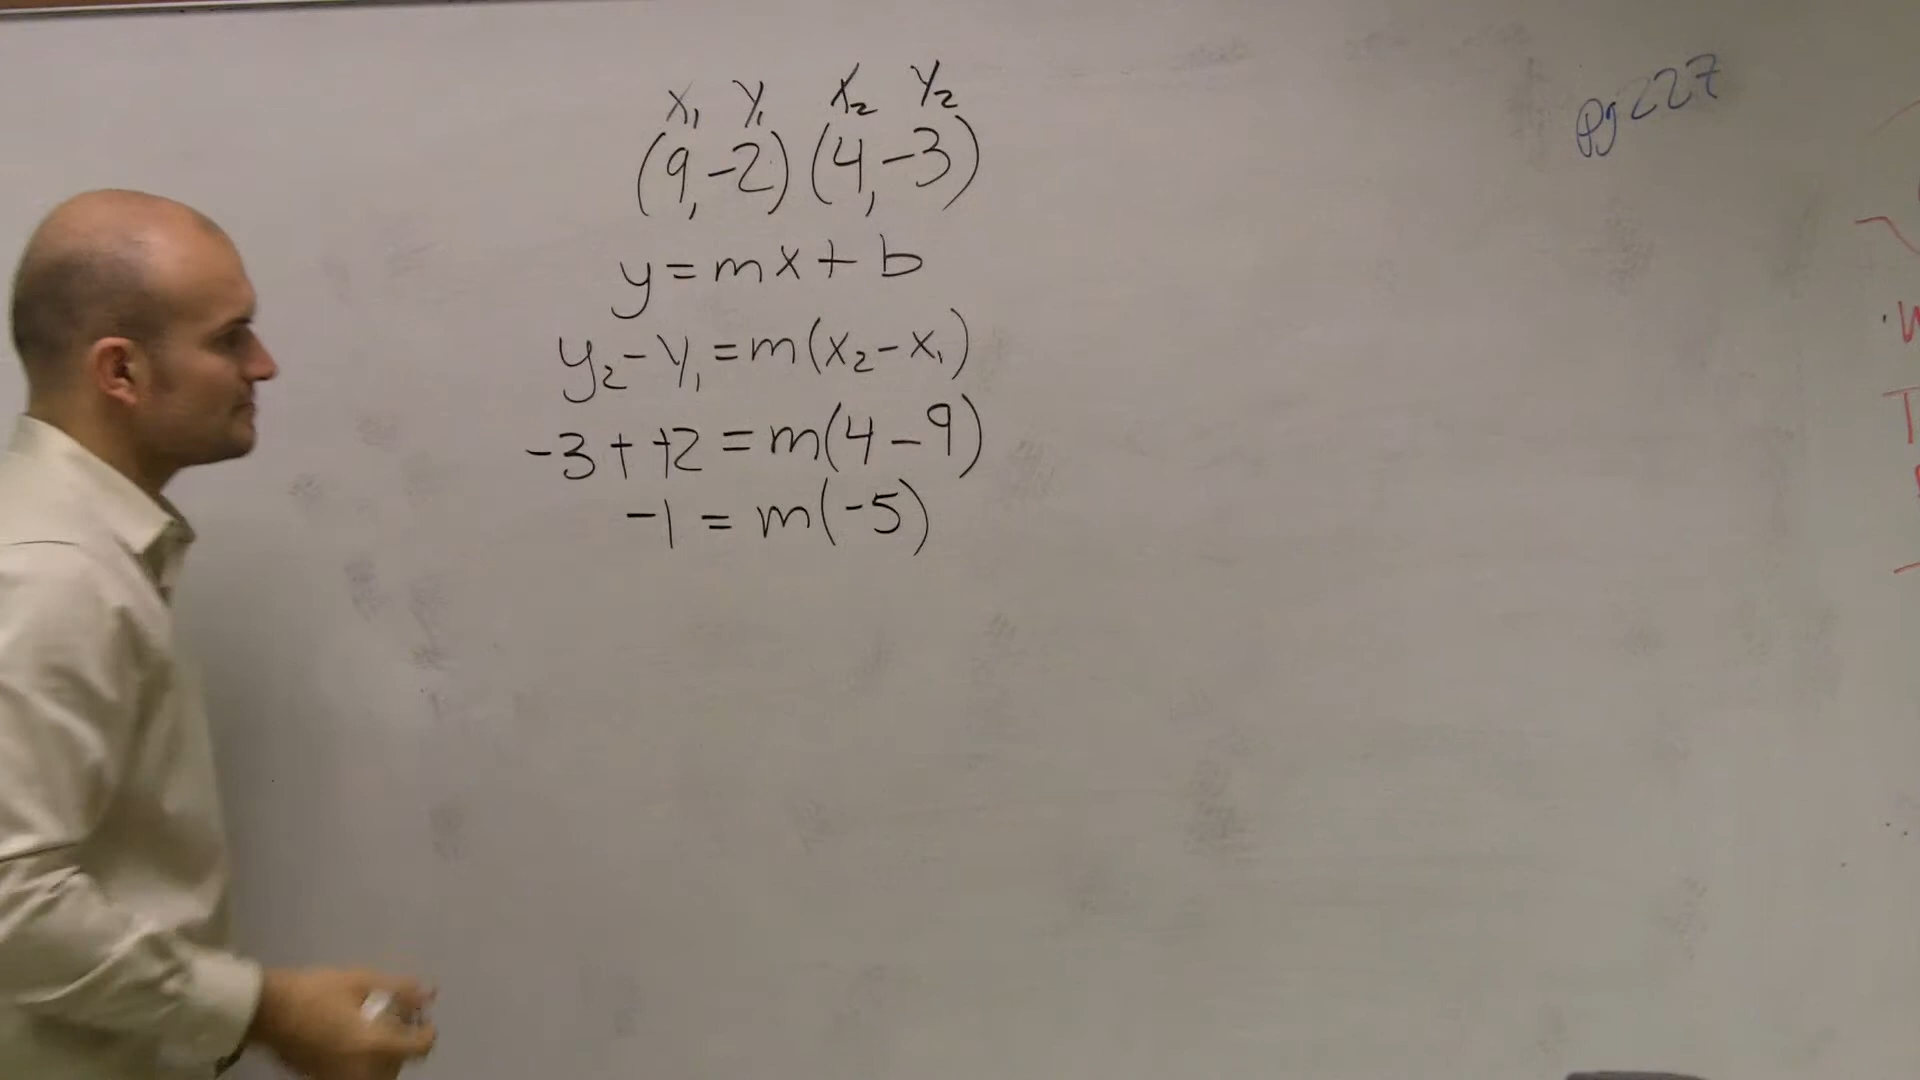 x₁ y₁ x₂ y₂
(9,-2) (4,-3)
y=mx+b
y₂-y₁=m(x₂-x₁)
-3++2=m(4-9)
-1=m(-5)
pg 227